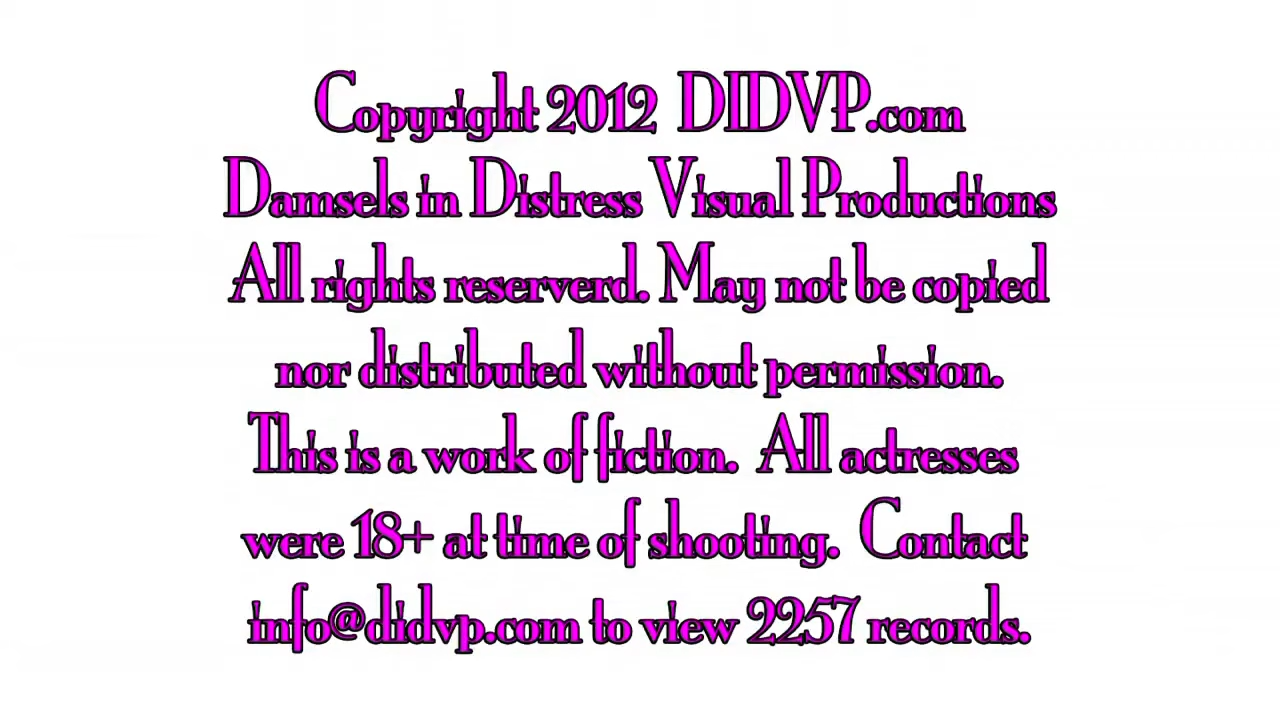 Copyright 2012 DIDVP.com
Damsels in Distress Visual Productions
All rights reserverd. May not be copied
nor distributed without permission.
This is a work of fiction. All actresses
were 18+ at time of shooting. Contact
info@didvp.com to view 2257 records.